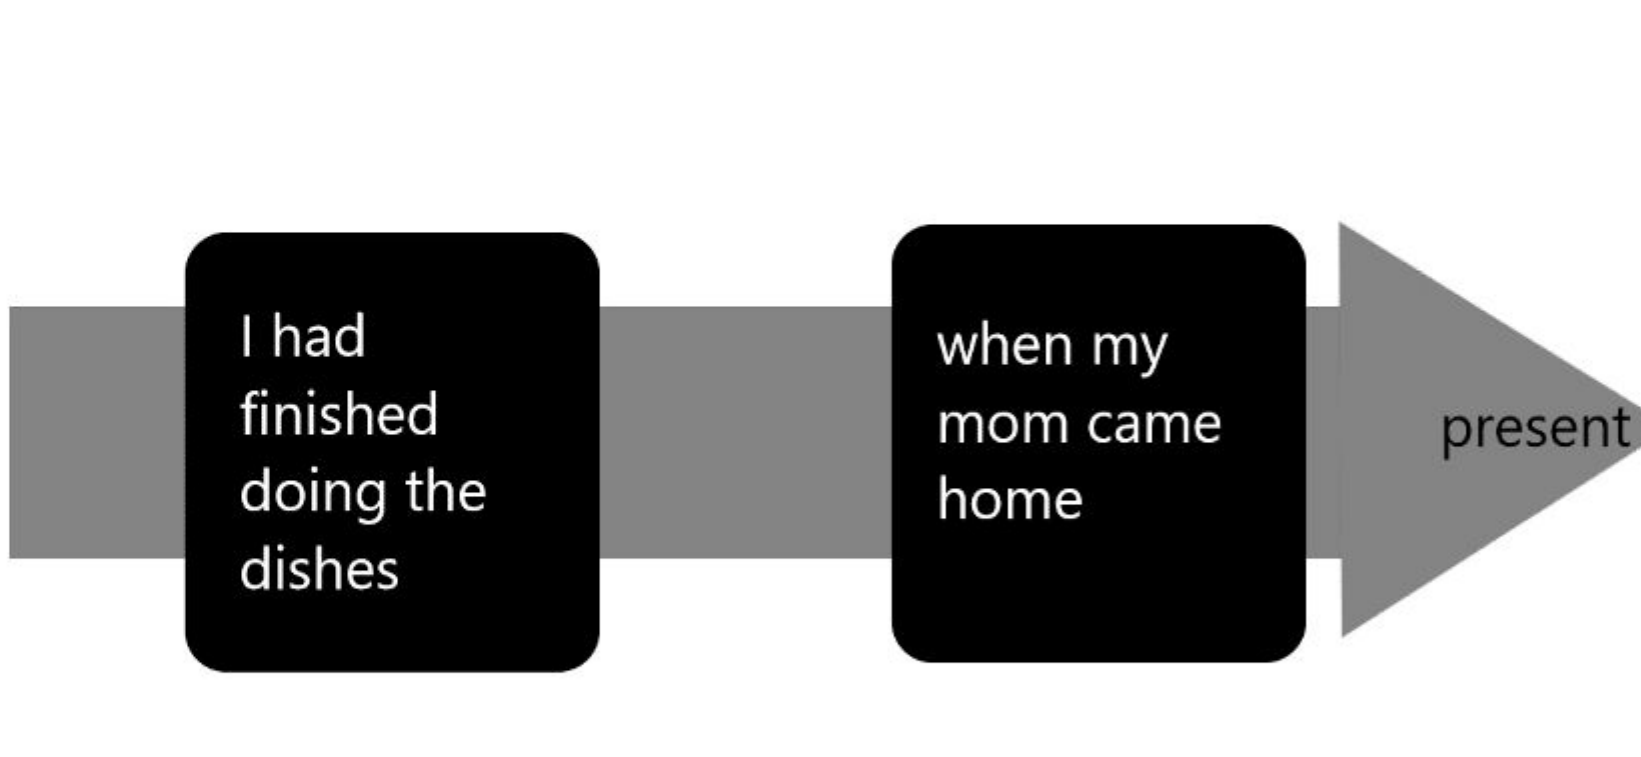 I had
finished
doing the
dishes
when my
mom came
home
present